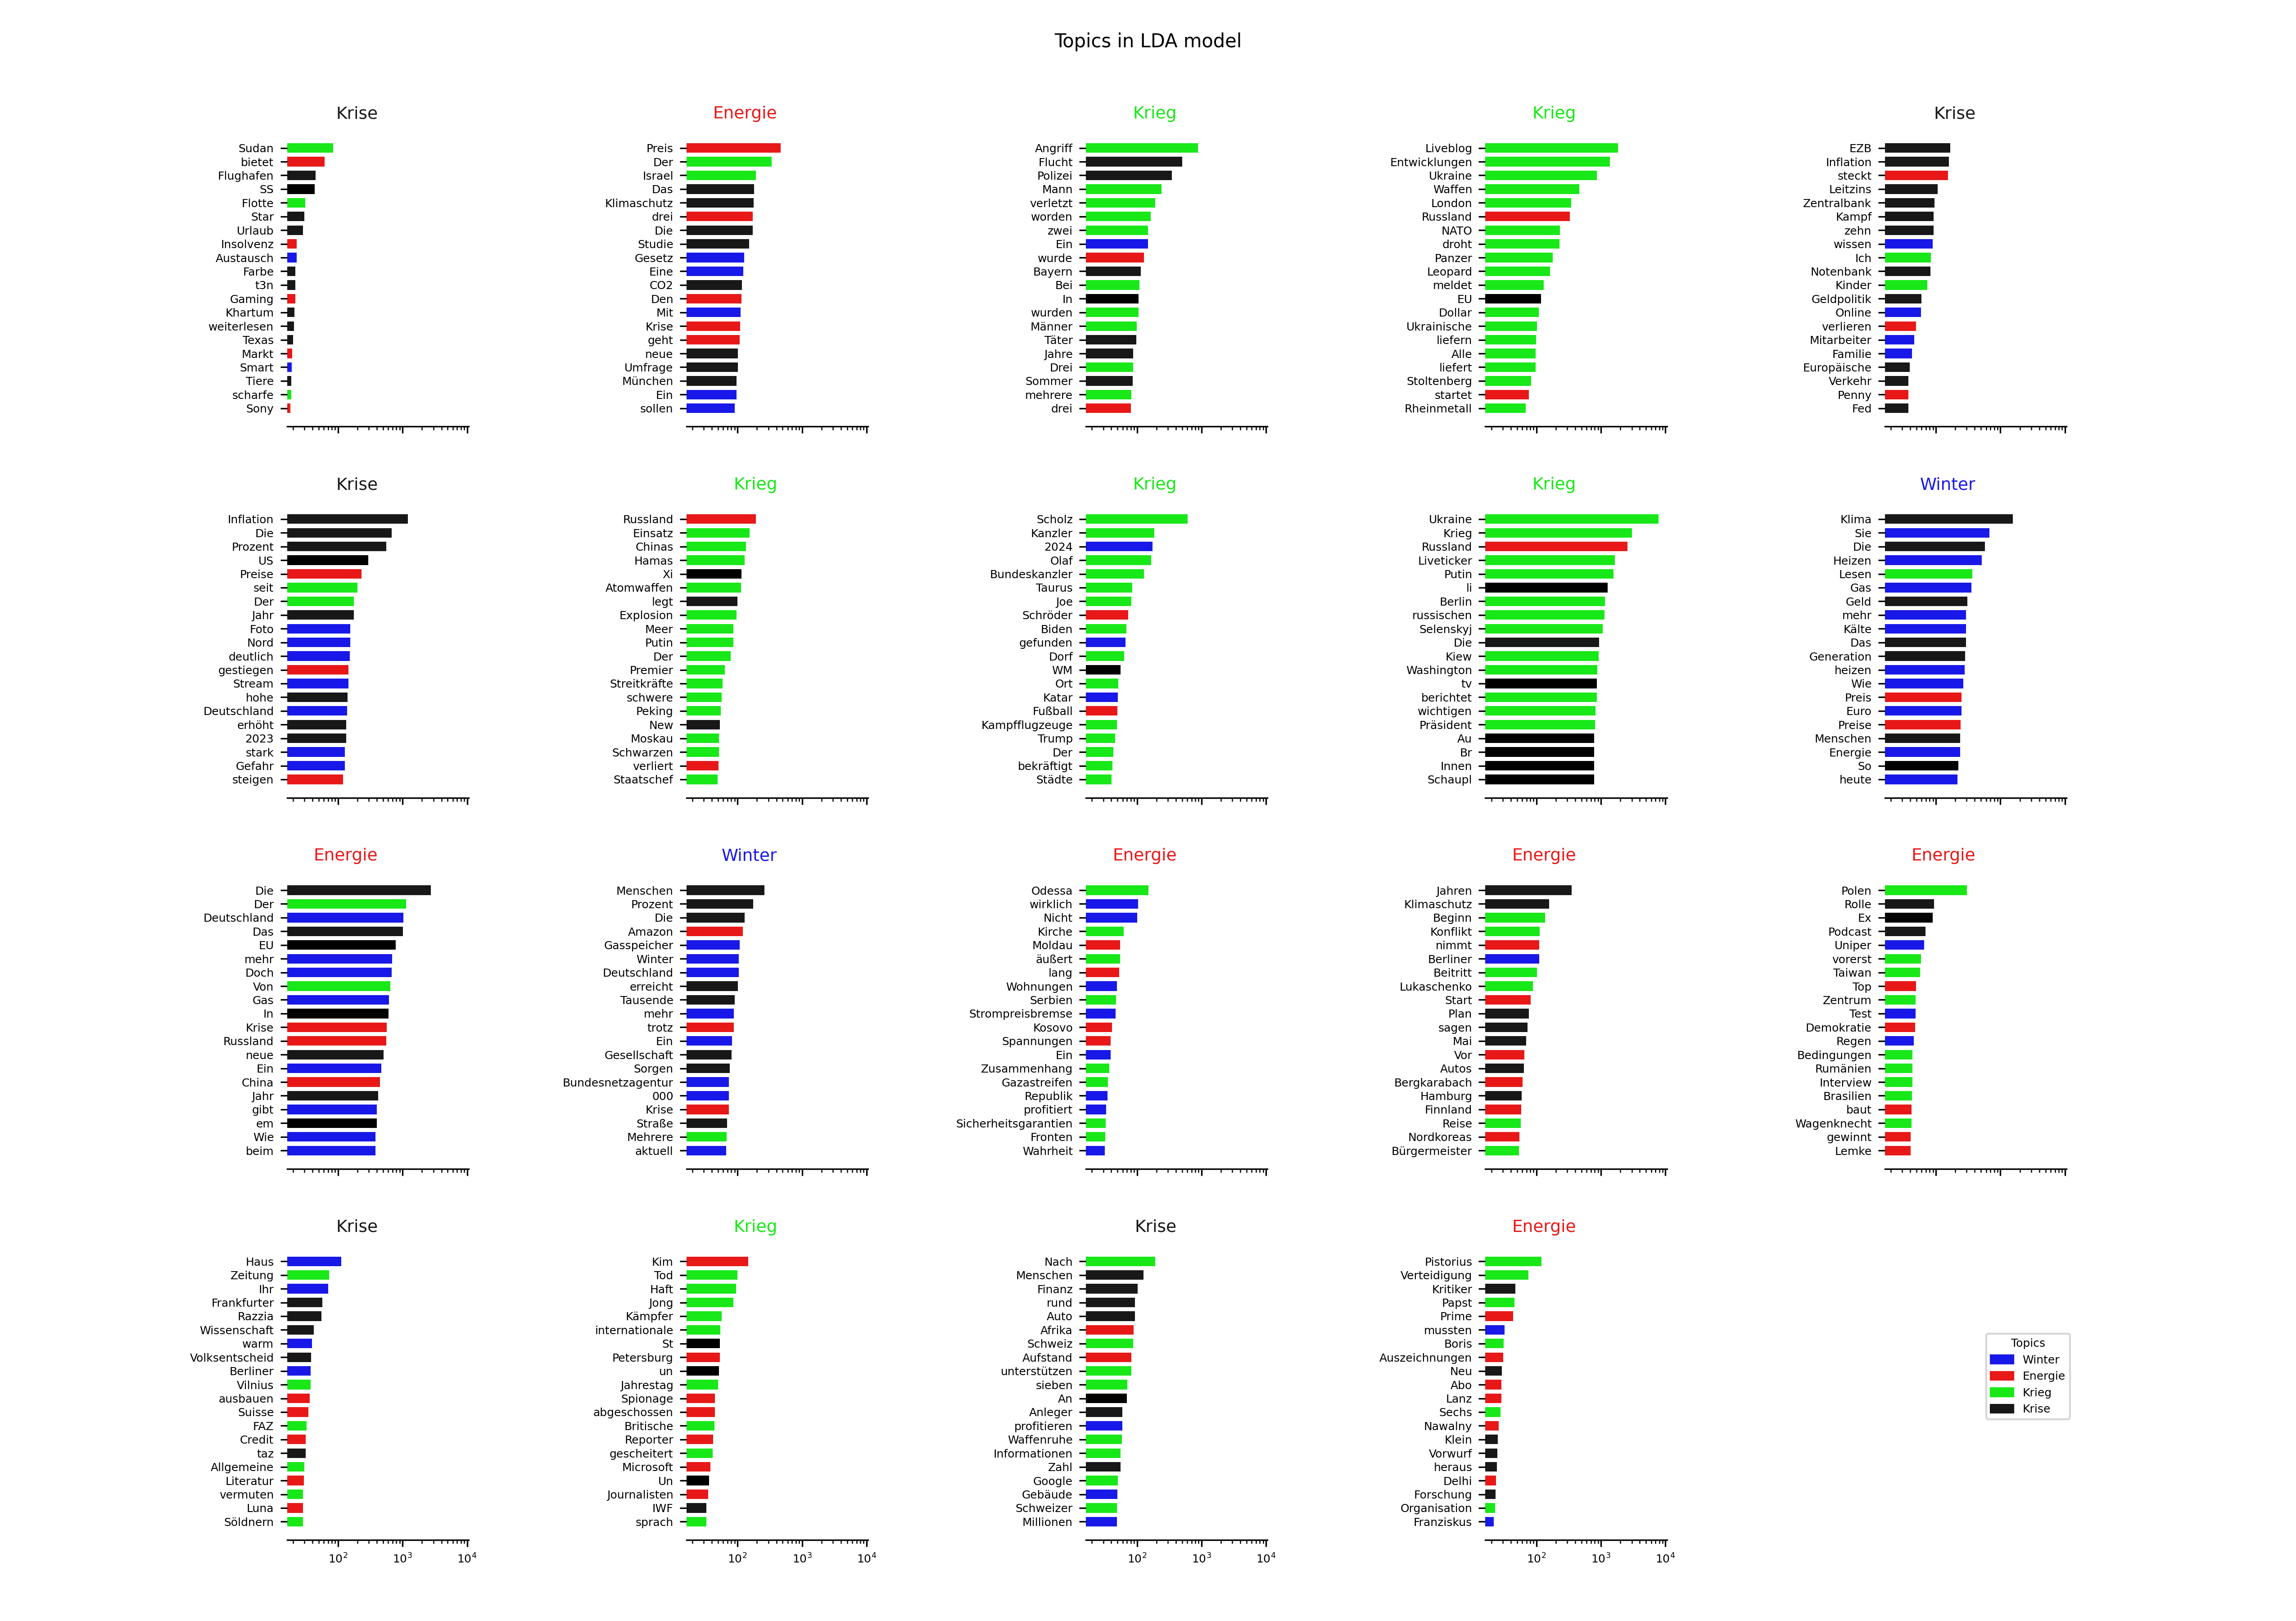 Topics in LDA model
Krise
Sudan
bietet
Flughafen
SS
Flotte
Star
Urlaub
Insolvenz
Austausch
Farbe
t3n
Gaming
Khartum
weiterlesen
Texas
Markt
Smart
Tiere
scharfe
Sony
Energie
Preis
Der
Israel
Das
Klimaschutz
drei
Die
Studie
Gesetz
Eine
CO2
Den
Mit
Krise
geht
neue
Umfrage
München
Ein
sollen
Krieg
Angriff
Flucht
Polizei
Mann
verletzt
worden
zwei
Ein
wurde
Bayern
Bei
In
wurden
Männer
Täter
Jahre
Drei
Sommer
mehrere
drei
Krieg
Liveblog
Entwicklungen
Ukraine
Waffen
London
Russland
NATO
droht
Panzer
Leopard
meldet
EU
Dollar
Ukrainische
liefern
Alle
liefert
Stoltenberg
startet
Rheinmetall
Krise
EZB
Inflation
steckt
Leitzins
Zentralbank
Kampf
zehn
wissen
Ich
Notenbank
Kinder
Geldpolitik
Online
verlieren
Mitarbeiter
Familie
Europäische
Verkehr
Penny
Fed
Krise
Inflation
Die
Prozent
US
Preise
seit
Der
Jahr
Foto
Nord
deutlich
gestiegen
Stream
hohe
Deutschland
erhöht
2023
stark
Gefahr
steigen
Krieg
Russland
Einsatz
Chinas
Hamas
Xi
Atomwaffen
legt
Explosion
Meer
Putin
Der
Premier
Streitkräfte
schwere
Peking
New
Moskau
Schwarzen
verliert
Staatschef
Krieg
Scholz
Kanzler
2024
Olaf
Bundeskanzler
Taurus
Joe
Schröder
Biden
gefunden
Dorf
WM
Ort
Katar
Fußball
Kampfflugzeuge
Trump
Der
bekräftigt
Städte
Krieg
Ukraine
Krieg
Russland
Liveticker
Putin
li
Berlin
russischen
Selenskyj
Die
Kiew
Washington
tv
berichtet
wichtigen
Präsident
Au
Br
Innen
Schaupl
Winter
Klima
Sie
Die
Heizen
Lesen
Gas
Geld
mehr
Kälte
Das
Generation
heizen
Wie
Preis
Euro
Preise
Menschen
Energie
So
heute
Energie
Die
Der
Deutschland
Das
EU
mehr
Doch
Von
Gas
In
Krise
Russland
neue
Ein
China
Jahr
gibt
em
Wie
beim
Winter
Menschen
Prozent
Die
Amazon
Gasspeicher
Winter
Deutschland
erreicht
Tausende
mehr
trotz
Ein
Gesellschaft
Sorgen
Bundesnetzagentur
000
Krise
Straße
Mehrere
aktuell
Energie
Odessa
wirklich
Nicht
Kirche
Moldau
äußert
lang
Wohnungen
Serbien
Strompreisbremse
Kosovo
Spannungen
Ein
Zusammenhang
Gazastreifen
Republik
profitiert
Sicherheitsgarantien
Fronten
Wahrheit
Energie
Jahren
Klimaschutz
Beginn
Konflikt
nimmt
Berliner
Beitritt
Lukaschenko
Start
Plan
sagen
Mai
Vor
Autos
Bergkarabach
Hamburg
Finnland
Reise
Nordkoreas
Bürgermeister
Energie
Polen
Rolle
Ex
Podcast
Uniper
vorerst
Taiwan
Top
Zentrum
Test
Demokratie
Regen
Bedingungen
Rumänien
Interview
Brasilien
baut
Wagenknecht
gewinnt
Lemke
Krise
Haus
Zeitung
Ihr
Frankfurter
Razzia
Wissenschaft
warm
Volksentscheid
Berliner
Vilnius
ausbauen
Suisse
FAZ
Credit
taz
Allgemeine
Literatur
vermuten
Luna
Söldnern
10² 10³ 10⁴
Krieg
Kim
Tod
Haft
Jong
Kämpfer
internationale
St
Petersburg
un
Jahrestag
Spionage
abgeschossen
Britische
Reporter
gescheitert
Microsoft
Un
Journalisten
IWF
sprach
10² 10³ 10⁴
Krise
Nach
Menschen
Finanz
rund
Auto
Afrika
Schweiz
Aufstand
unterstützen
sieben
An
Anleger
profitieren
Waffenruhe
Informationen
Zahl
Google
Gebäude
Schweizer
Millionen
10² 10³ 10⁴
Energie
Pistorius
Verteidigung
Kritiker
Papst
Prime
mussten
Boris
Auszeichnungen
Neu
Abo
Lanz
Sechs
Nawalny
Klein
Vorwurf
heraus
Delhi
Forschung
Organisation
Franziskus
10² 10³ 10⁴
Topics
Winter
Energie
Krieg
Krise